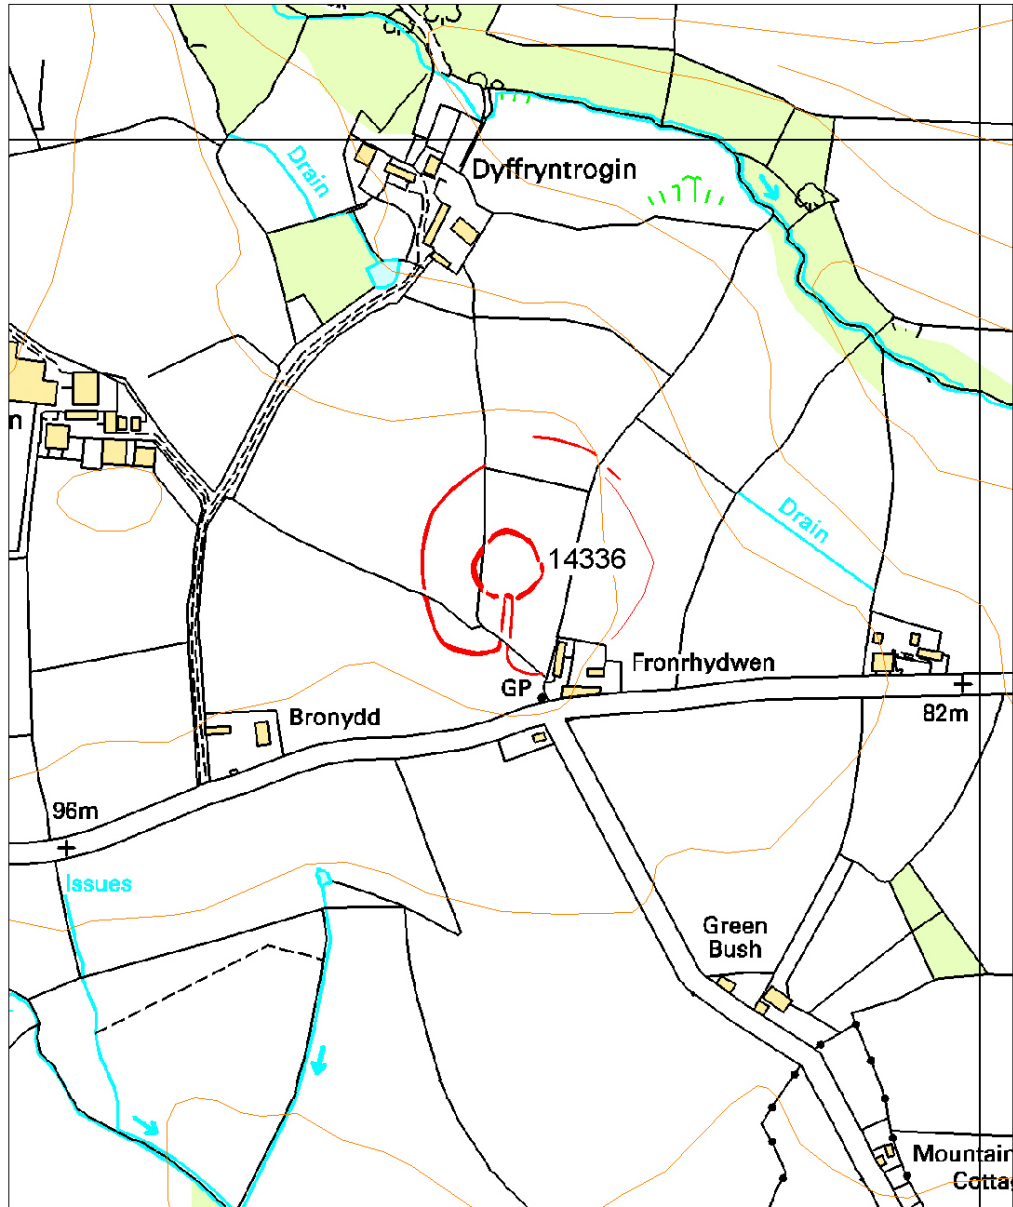 Drain
Dyffryntrogin
n
14336
Drain
Fronrhydwen
GP
Bronydd
82m
96m
Issues
Green
Bush
Mountain
Cotta